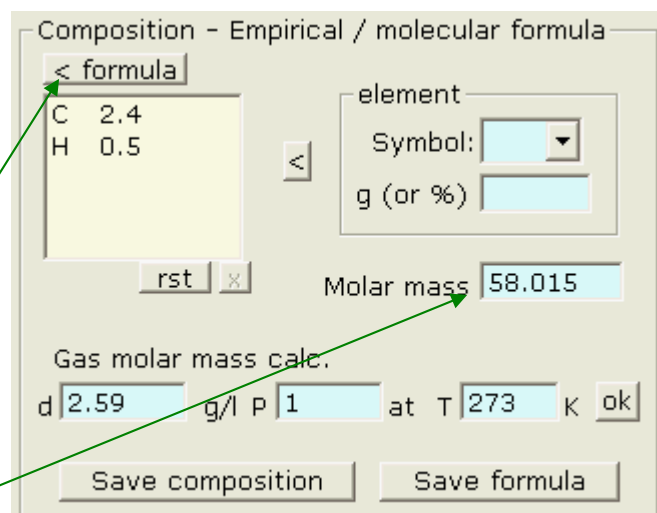 Composition - Empirical / molecular formula
< formula
C 2.4
H 0.5
<
element
Symbol:
g (or %)
rst x
Molar mass 58.015
Gas molar mass calc.
d 2.59 g/l P 1 at T 273 K ok
Save composition Save formula